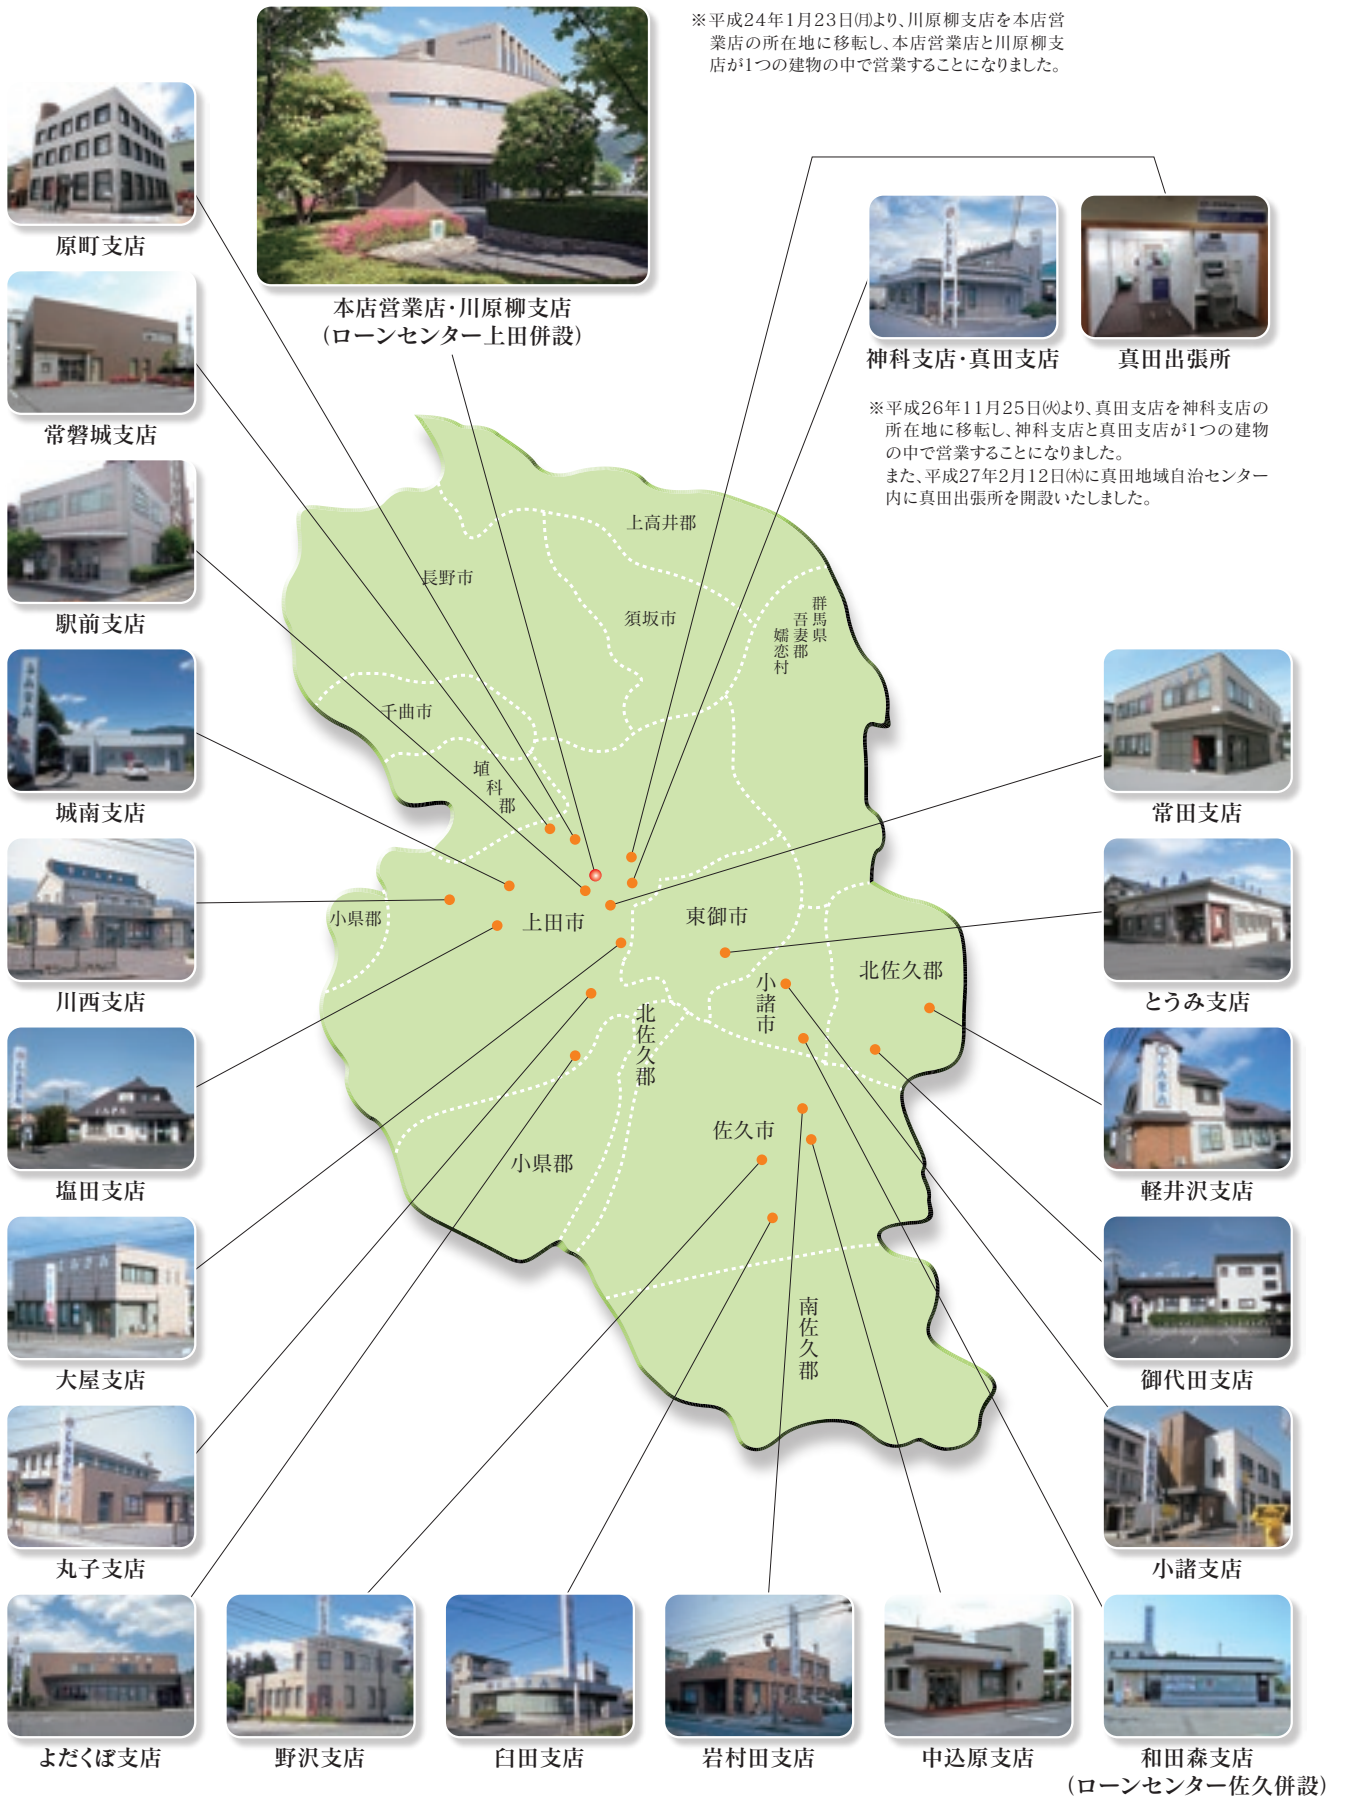 ※平成24年1月23日㈪より、川原柳支店を本店営
業店の所在地に移転し、本店営業店と川原柳支
店が1つの建物の中で営業することになりました。
原町支店
本店営業店・川原柳支店
(ローンセンター上田併設)
神科支店・真田支店
真田出張所
※平成26年11月25日㈫より、真田支店を神科支店の
所在地に移転し、神科支店と真田支店が1つの建物
の中で営業することになりました。
また、平成27年2月12日㈭に真田地域自治センター
内に真田出張所を開設いたしました。
常磐城支店
駅前支店
城南支店
川西支店
塩田支店
大屋支店
丸子支店
上高井郡
長野市
須坂市
群馬県
吾妻郡
嬬恋村
千曲市
埴科郡
小県郡
上田市
東御市
北佐久郡
小諸市
北佐久郡
佐久市
小県郡
南佐久郡
常田支店
とうみ支店
軽井沢支店
御代田支店
小諸支店
よだくぼ支店
野沢支店
臼田支店
岩村田支店
中込原支店
和田森支店
(ローンセンター佐久併設)